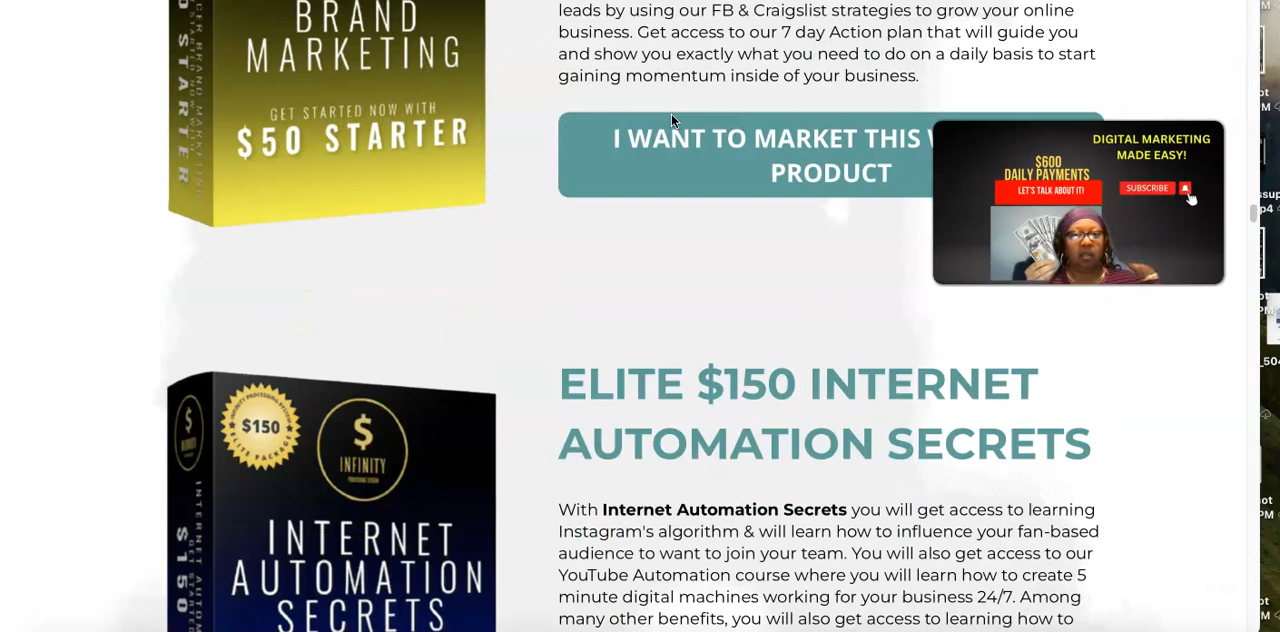 BRAND
MARKETING
GET STARTED NOW WITH
$50 STARTER
leads by using our FB & Craigslist strategies to grow your online
business. Get access to our 7 day Action plan that will guide you
and show you exactly what you need to do on a daily basis to start
gaining momentum inside of your business.
I WANT TO MARKET THIS
PRODUCT
DIGITAL MARKETING
MADE EASY!
$600
DAILY PAYMENTS
LET'S TALK ABOUT IT!
SUBSCRIBE
$150
$
INFINITY
PROCESSING SYSTEM
INTERNET
AUTOMATION
SECRETS
$150
ELITE $150 INTERNET
AUTOMATION SECRETS
With Internet Automation Secrets you will get access to learning
Instagram's algorithm & will learn how to influence your fan-based
audience to want to join your team. You will also get access to our
YouTube Automation course where you will learn how to create 5
minute digital machines working for your business 24/7. Among
many other benefits, you will also get access to learning how to